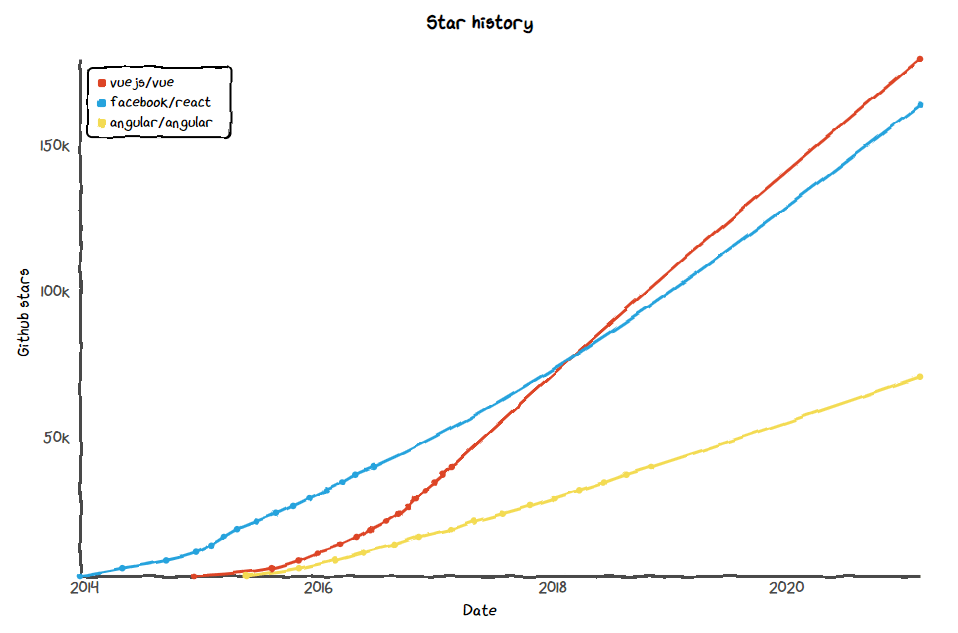 Star history
vuejs/vue
facebook/react
angular/angular
150k
100k
50k
Github stars
2014
2016
2018
2020
Date